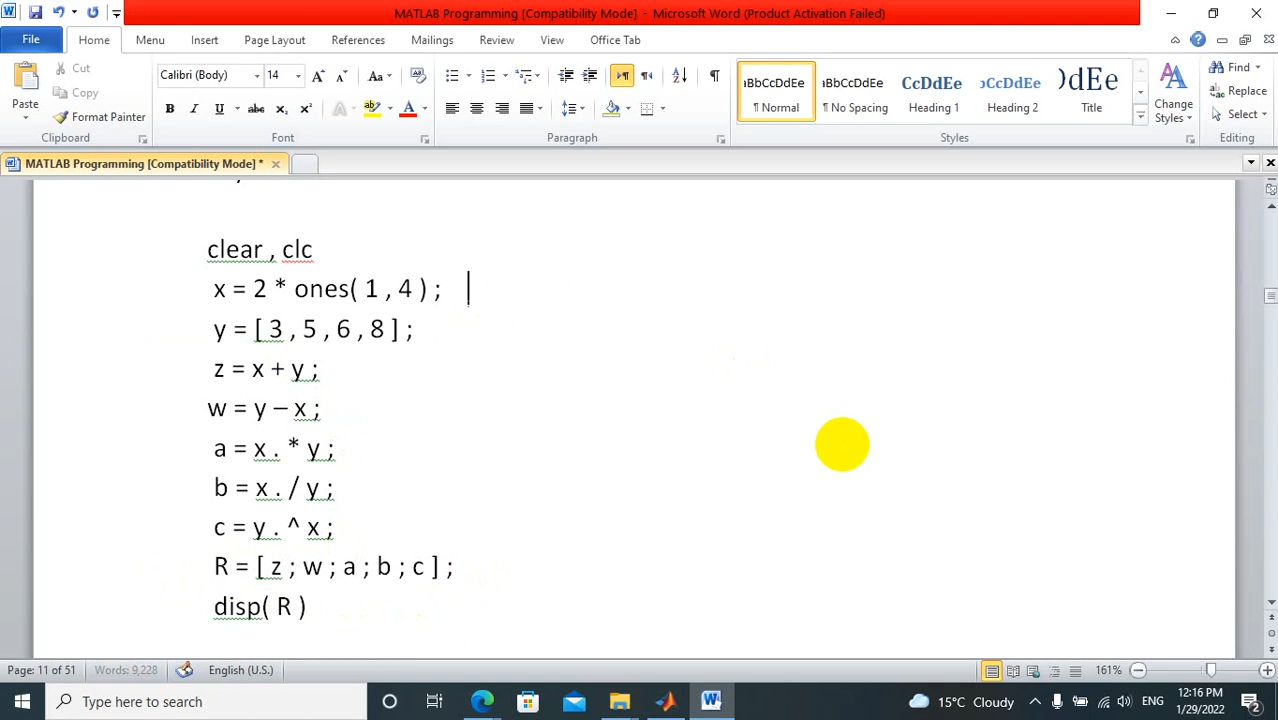 MATLAB Programming [Compatibility Mode] - Microsoft Word (Product Activation Failed)
File Home Menu Insert Page Layout References Mailings Review View Office Tab
Paste Cut Copy Format Painter
Calibri (Body) 14
AaBbCcDdEe AaBbCcDdEe CcDdEe CcDdEe DdEe
¶ Normal ¶ No Spacing Heading 1 Heading 2 Title
Change Styles
Find Replace Select
Clipboard Font Paragraph Styles Editing
MATLAB Programming [Compatibility Mode] *
clear , clc
x = 2 * ones( 1 , 4 ) ;
y = [ 3 , 5 , 6 , 8 ] ;
z = x + y ;
w = y – x ;
a = x . * y ;
b = x . / y ;
c = y . ^ x ;
R = [ z ; w ; a ; b ; c ] ;
disp( R )
Page: 11 of 51 Words: 9,228 English (U.S.) 161%
Type here to search 15°C Cloudy ENG 12:16 PM
1/29/2022 2